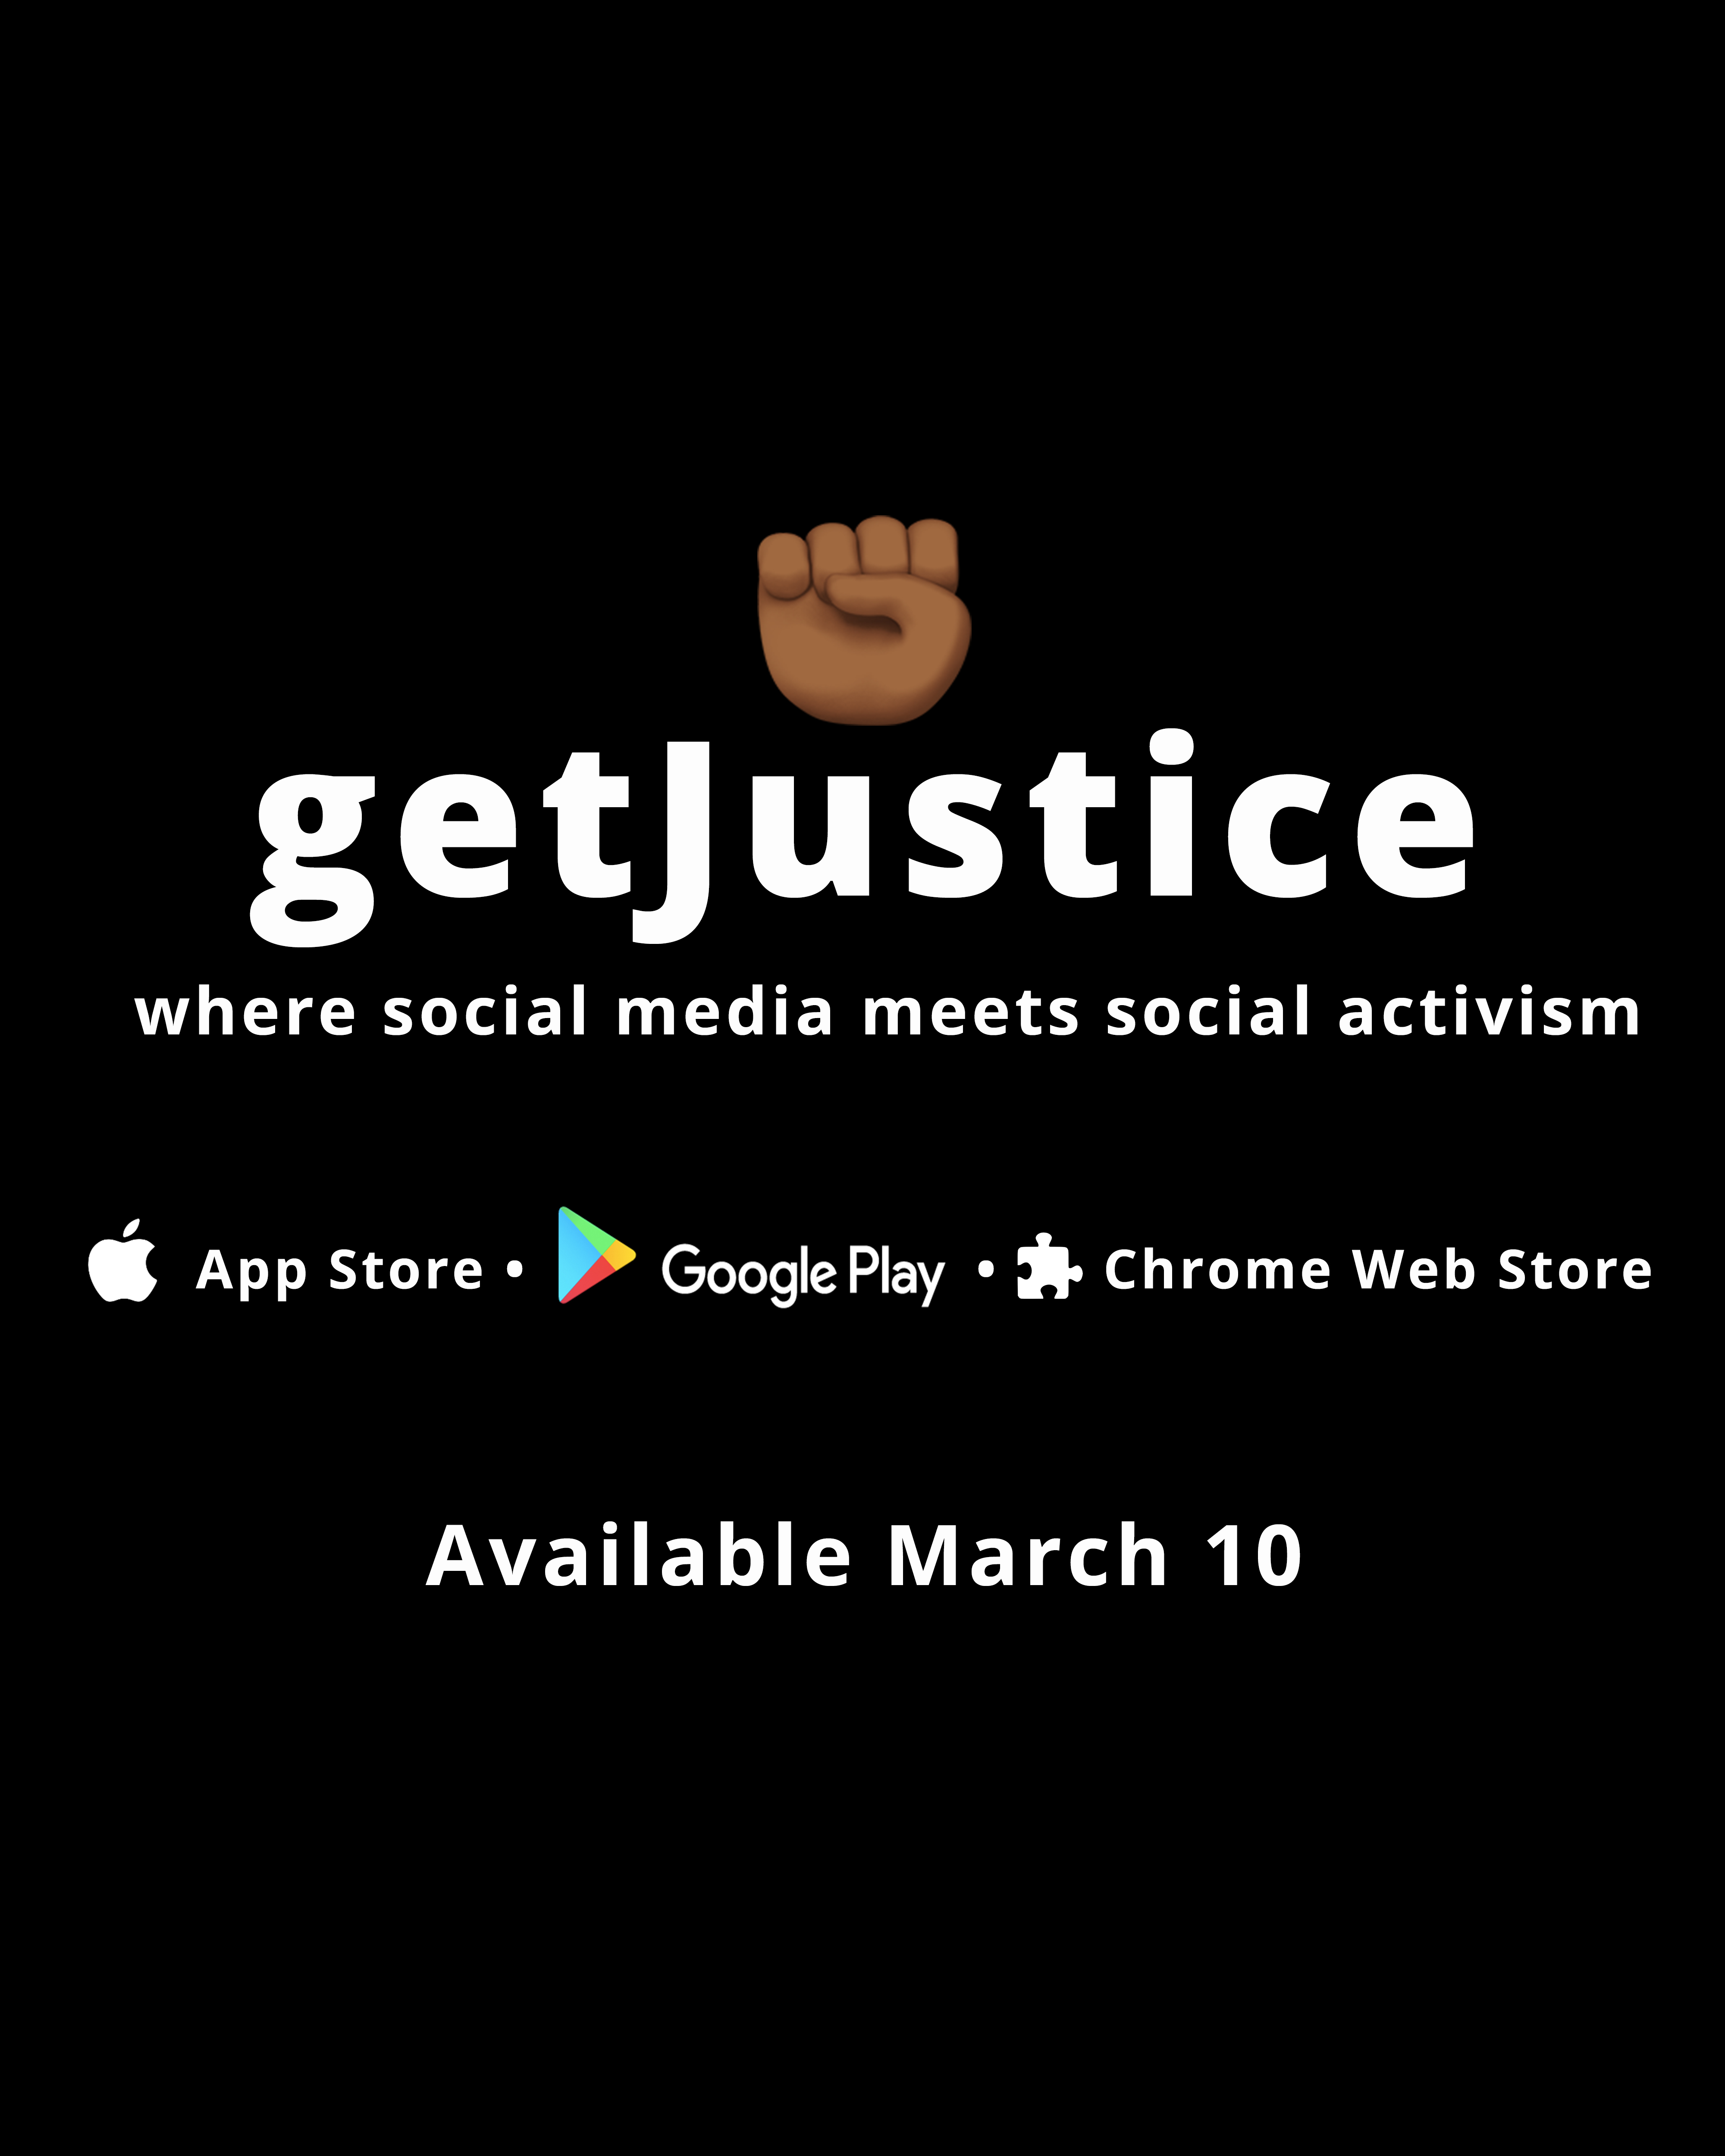 getJustice
where social media meets social activism
App Store • Google Play • Chrome Web Store
Available March 10